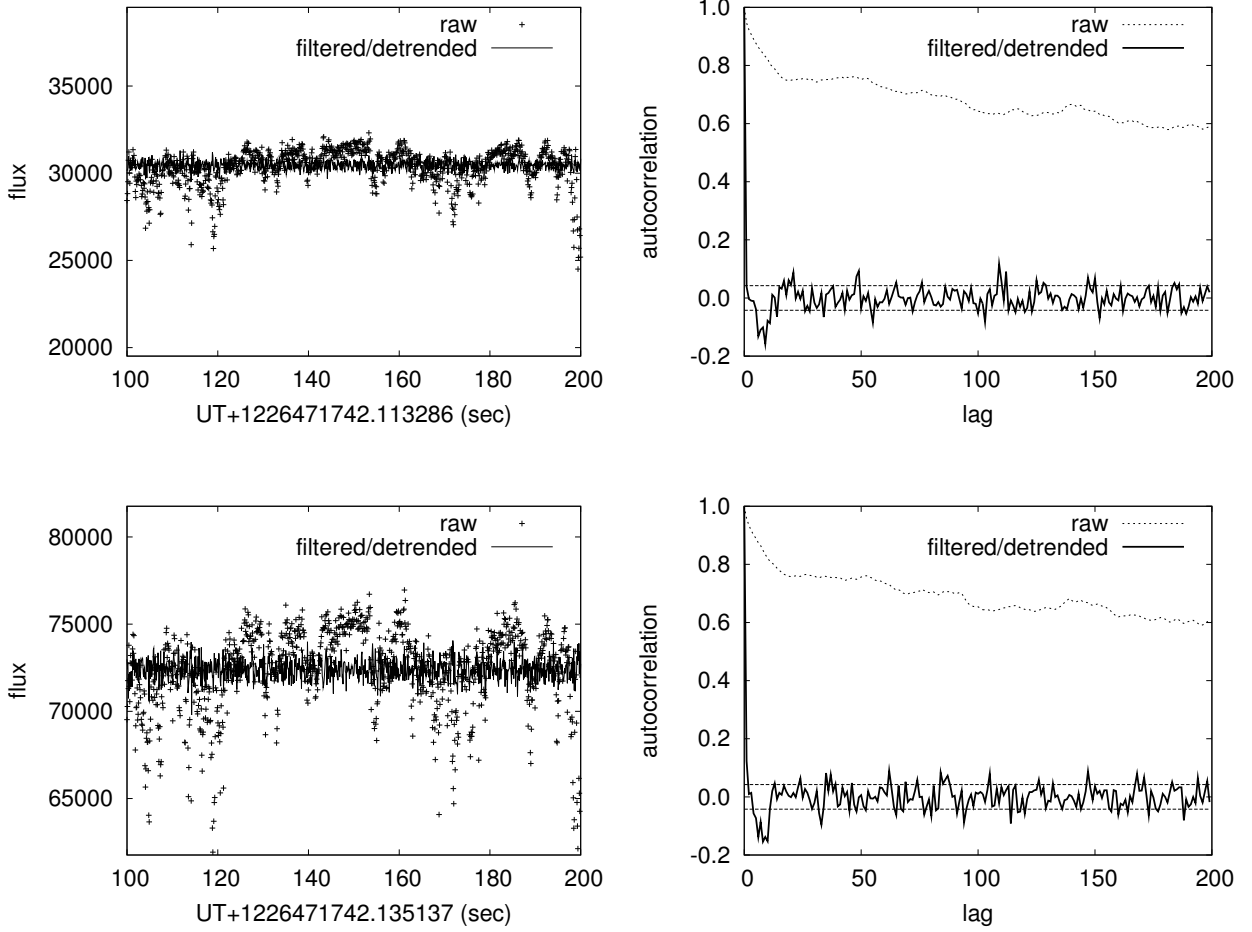 raw
filtered/detrended
35000
30000
25000
20000
flux
100 120 140 160 180 200
UT+1226471742.113286 (sec)
1.0
raw
filtered/detrended
0.8
0.6
0.4
0.2
0.0
-0.2
autocorrelation
0 50 100 150 200
lag
80000
raw
filtered/detrended
75000
70000
65000
flux
100 120 140 160 180 200
UT+1226471742.135137 (sec)
1.0
raw
filtered/detrended
0.8
0.6
0.4
0.2
0.0
-0.2
autocorrelation
0 50 100 150 200
lag